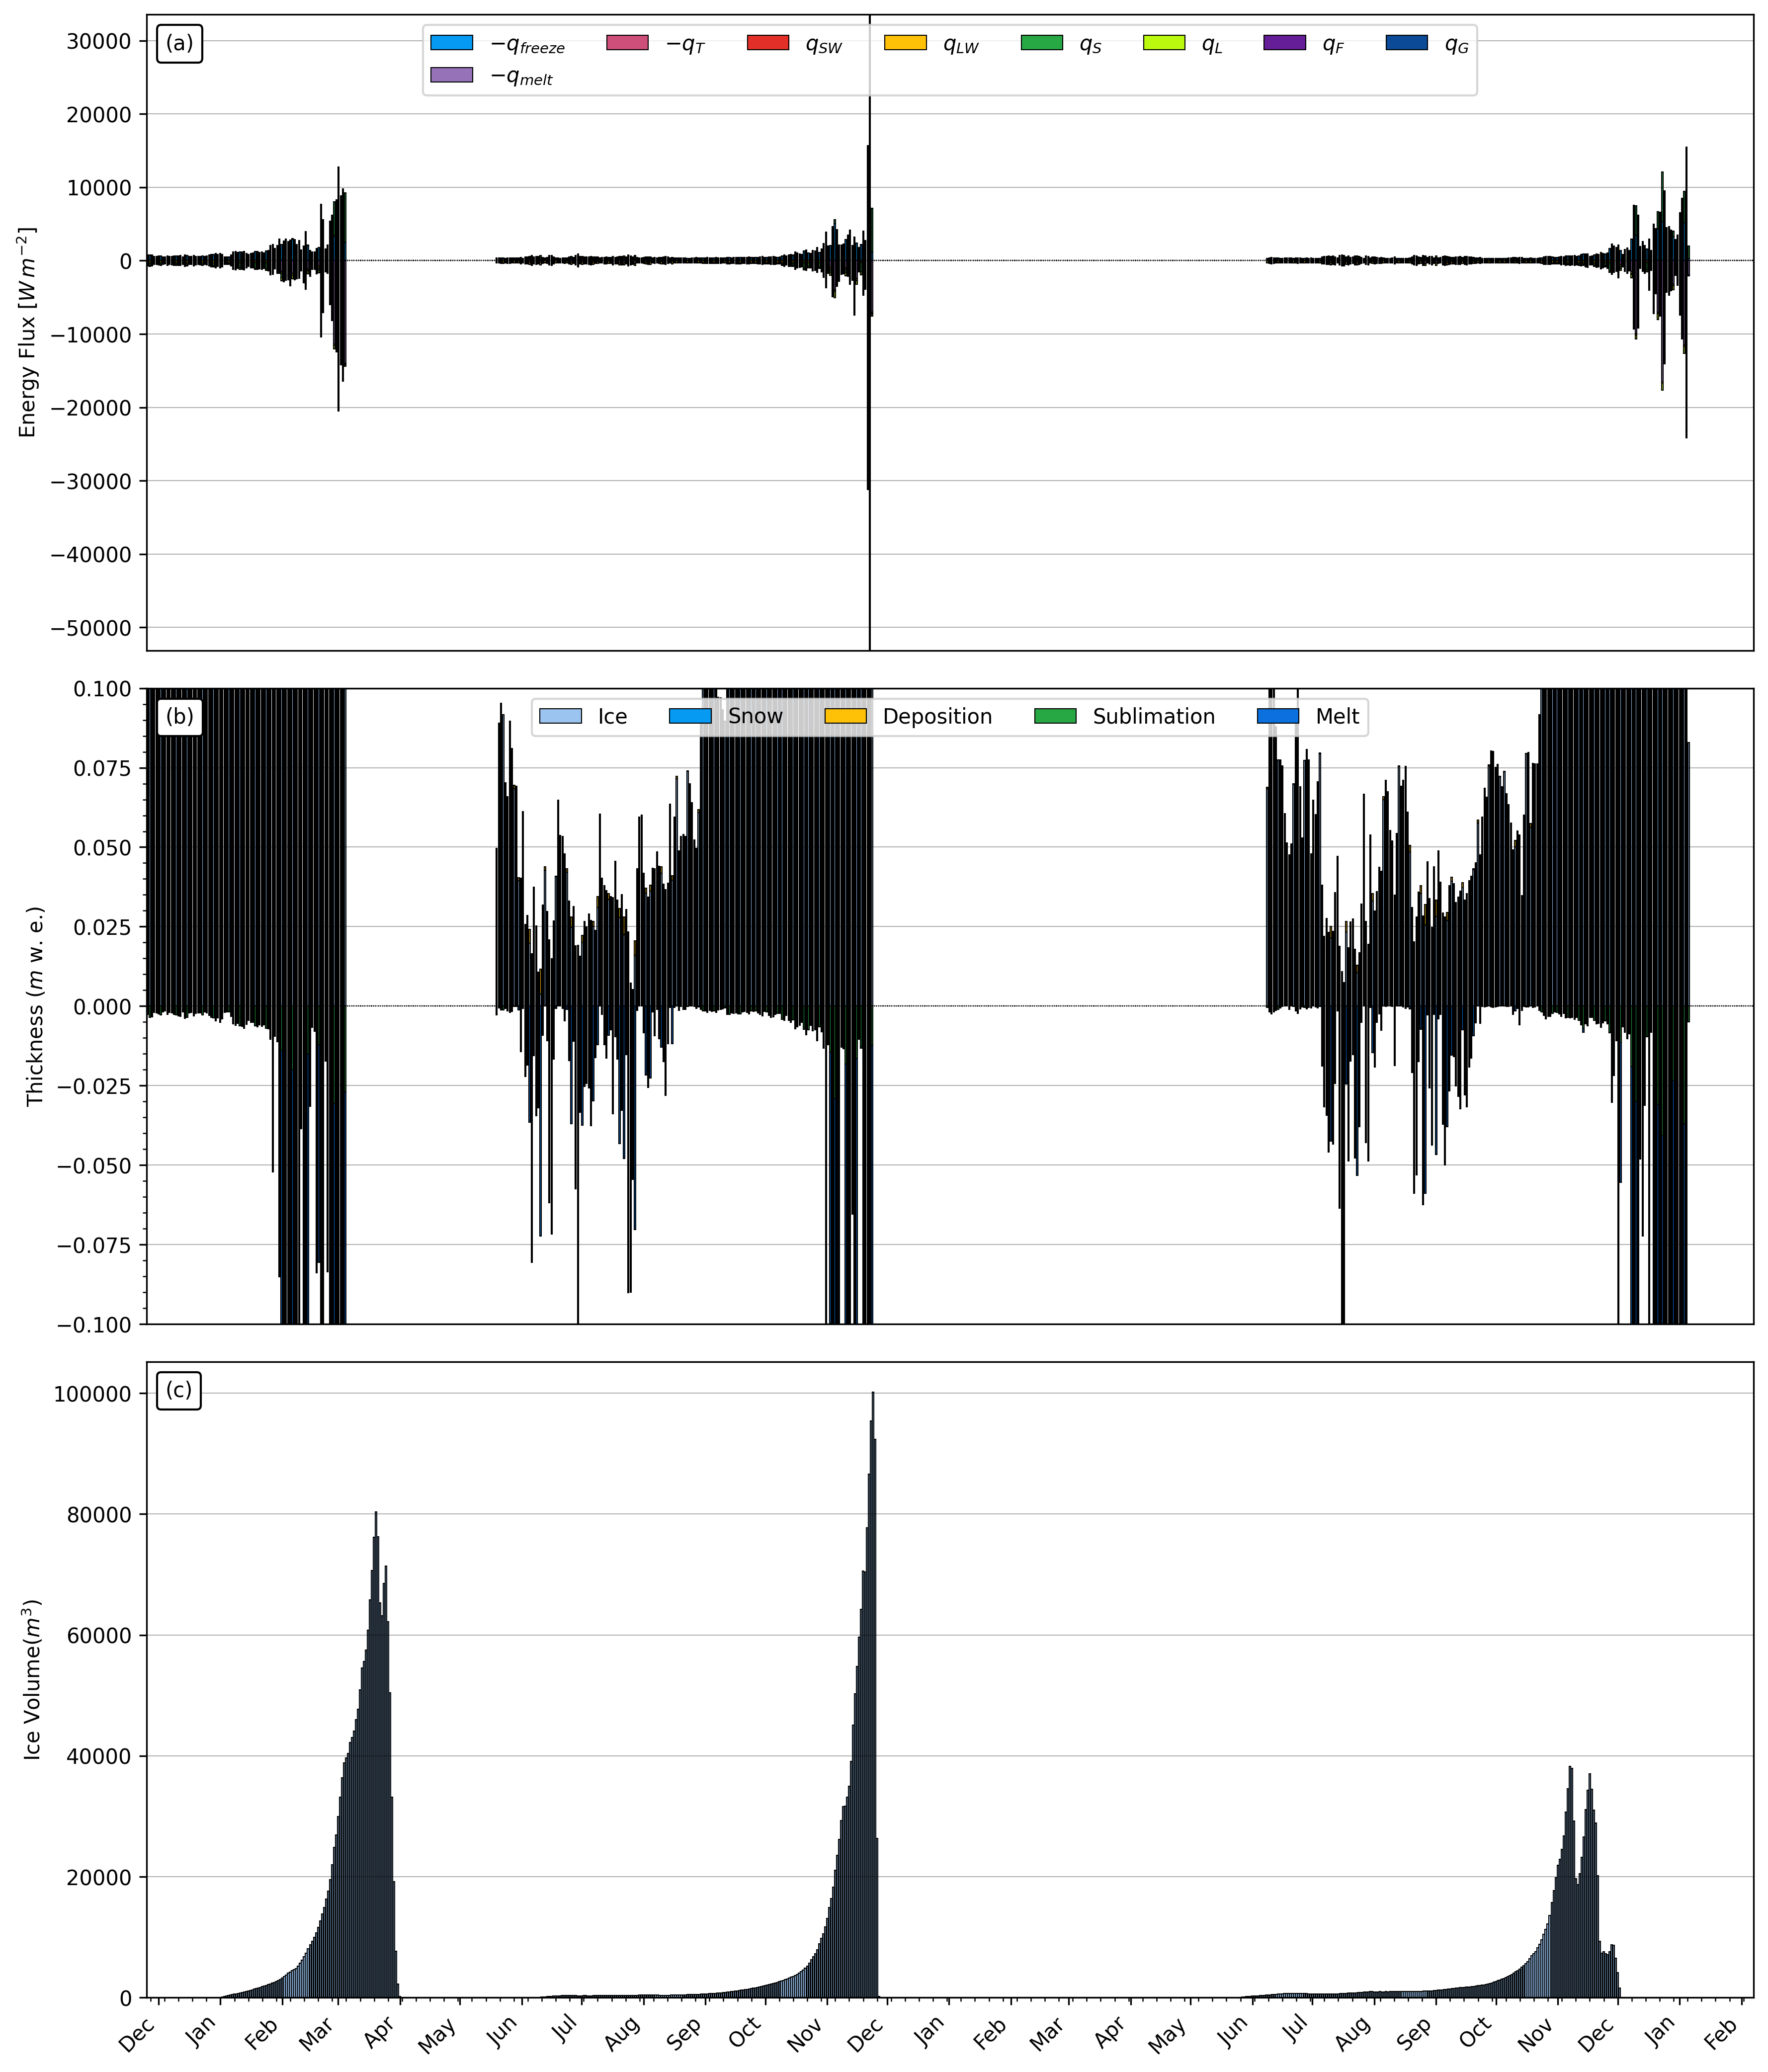 (a)
−q_freeze −q_T q_SW q_LW q_S q_L q_F q_G
−q_melt
30000
20000
10000
0
−10000
−20000
−30000
−40000
−50000
Energy Flux [W m⁻²]
(b)
Ice Snow Deposition Sublimation Melt
0.100
0.075
0.050
0.025
0.000
−0.025
−0.050
−0.075
−0.100
Thickness (m w. e.)
(c)
100000
80000
60000
40000
20000
0
Ice Volume(m³)
Dec Jan Feb Mar Apr May Jun Jul Aug Sep Oct Nov Dec Jan Feb Mar Apr May Jun Jul Aug Sep Oct Nov Dec Jan Feb